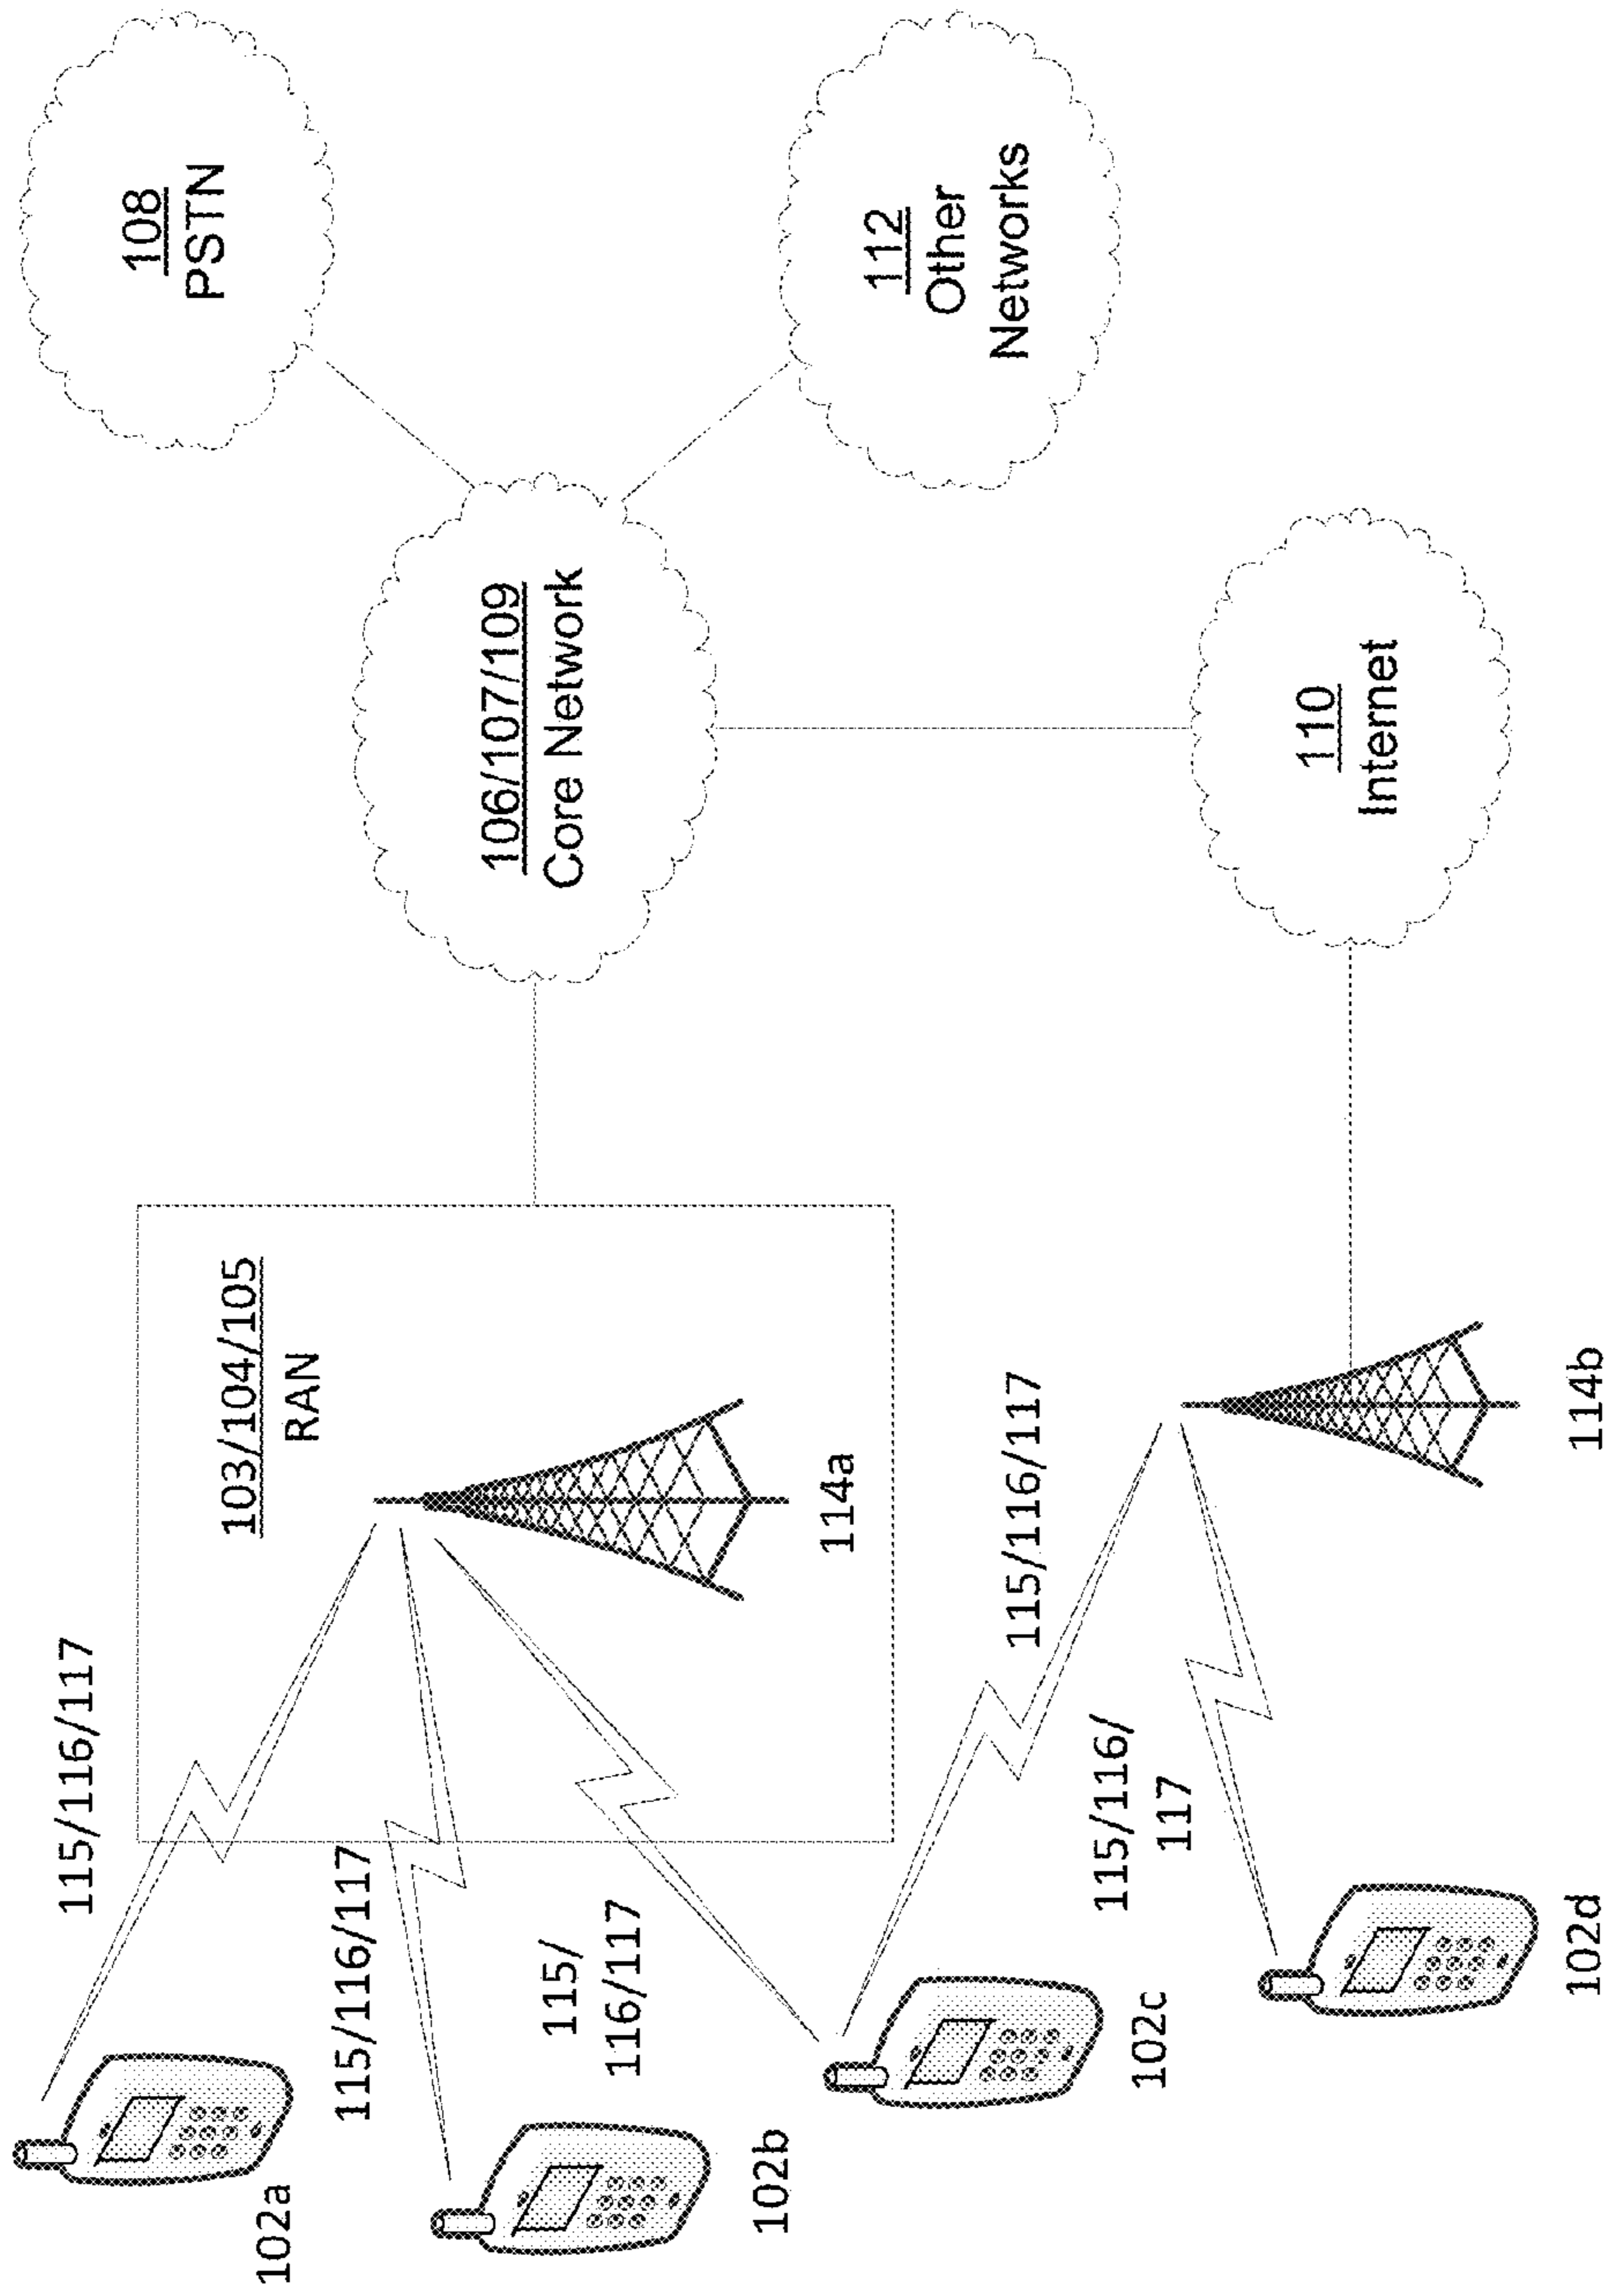 102a
115/116/117
103/104/105
RAN
108
PSTN
102b
115/116/117
106/107/109
Core Network
115/
116/117
114a
112
Other
Networks
102c
115/116/117
115/116/
117
110
Internet
102d
114b